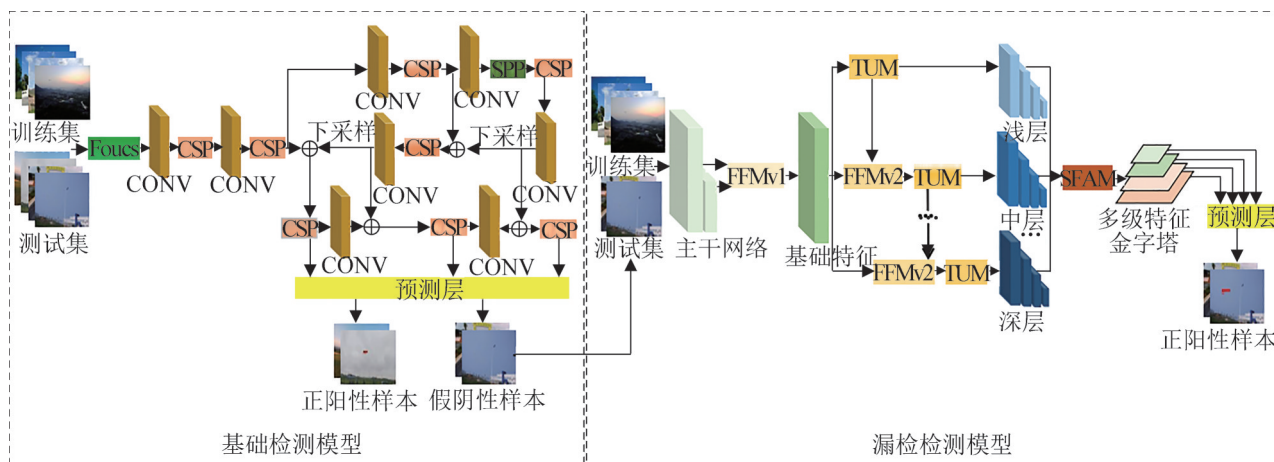 训练集
测试集
Foucs
CONV
CSP
CONV
CSP
CONV
CSP
CONV
SPP
CSP
下采样
CONV
CSP
下采样
CONV
CSP
CONV
CSP
CONV
CSP
预测层
正阳性样本
假阴性样本
基础检测模型
训练集
测试集
主干网络
FFMv1
基础特征
TUM
FFMv2
TUM
FFMv2
TUM
浅层
中层
深层
SFAM
多级特征
金字塔
预测层
正阳性样本
漏检检测模型